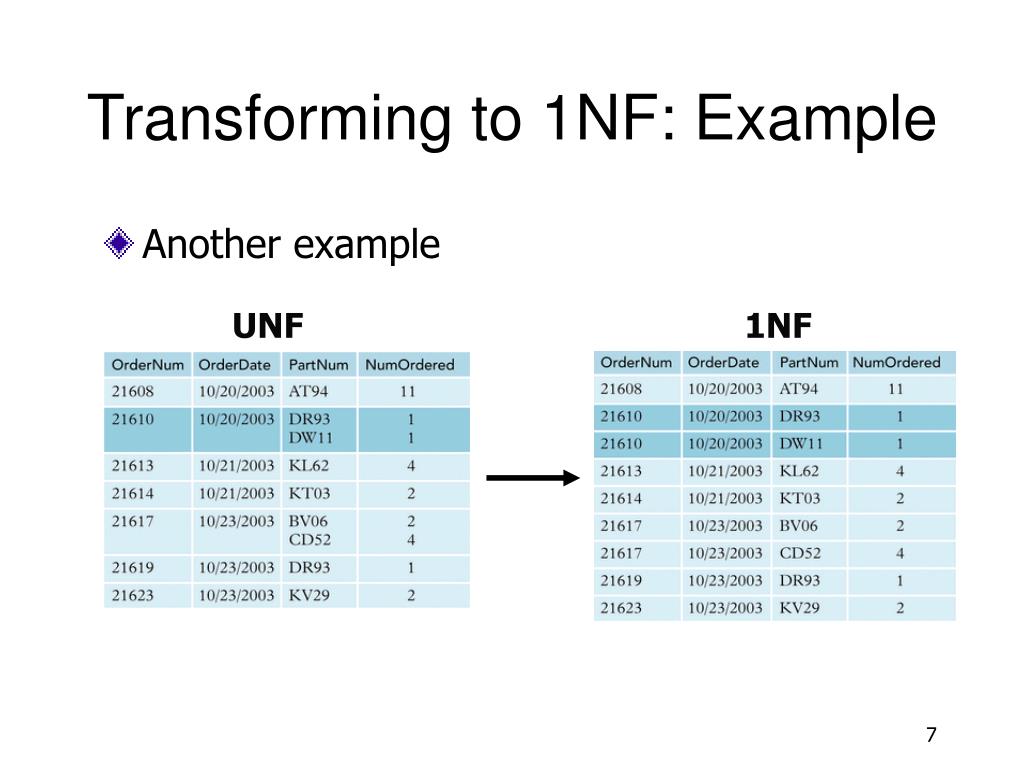 Transforming to 1NF: Example
Another example
UNF
OrderNum OrderDate PartNum NumOrdered
21608 10/20/2003 AT94 11
21610 10/20/2003 DR93 1
DW11 1
21613 10/21/2003 KL62 4
21614 10/21/2003 KT03 2
21617 10/23/2003 BV06 2
CD52 4
21619 10/23/2003 DR93 1
21623 10/23/2003 KV29 2
1NF
OrderNum OrderDate PartNum NumOrdered
21608 10/20/2003 AT94 11
21610 10/20/2003 DR93 1
21610 10/20/2003 DW11 1
21613 10/21/2003 KL62 4
21614 10/21/2003 KT03 2
21617 10/23/2003 BV06 2
21617 10/23/2003 CD52 4
21619 10/23/2003 DR93 1
21623 10/23/2003 KV29 2
7